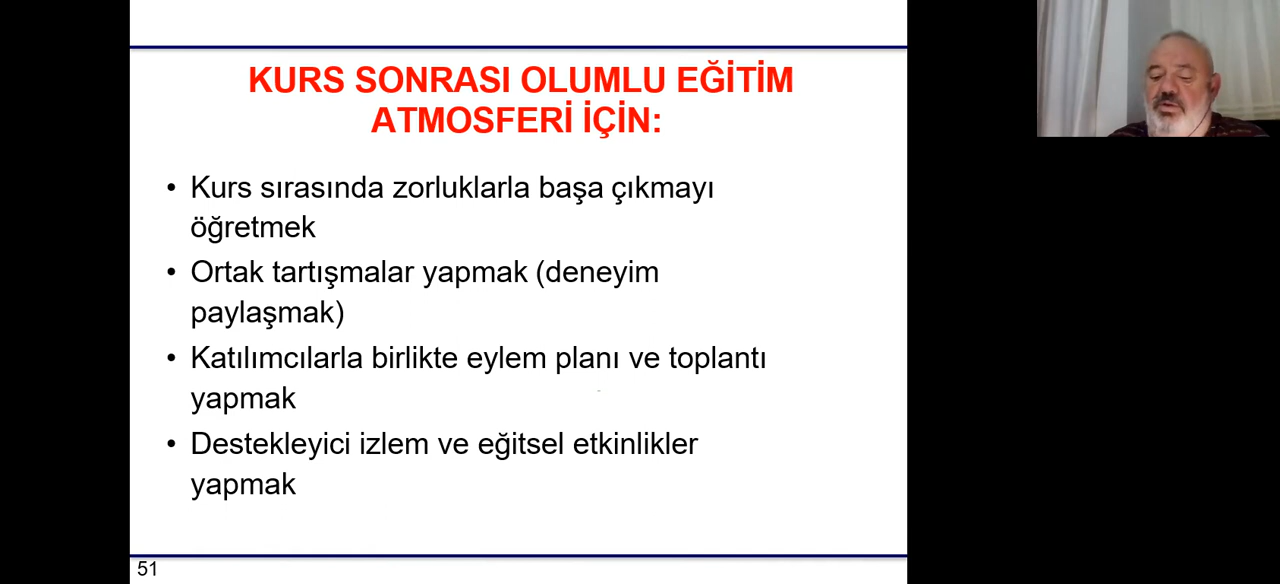 KURS SONRASI OLUMLU EĞİTİM
ATMOSFERİ İÇİN:
• Kurs sırasında zorluklarla başa çıkmayı
öğretmek
• Ortak tartışmalar yapmak (deneyim
paylaşmak)
• Katılımcılarla birlikte eylem planı ve toplantı
yapmak
• Destekleyici izlem ve eğitsel etkinlikler
yapmak
51